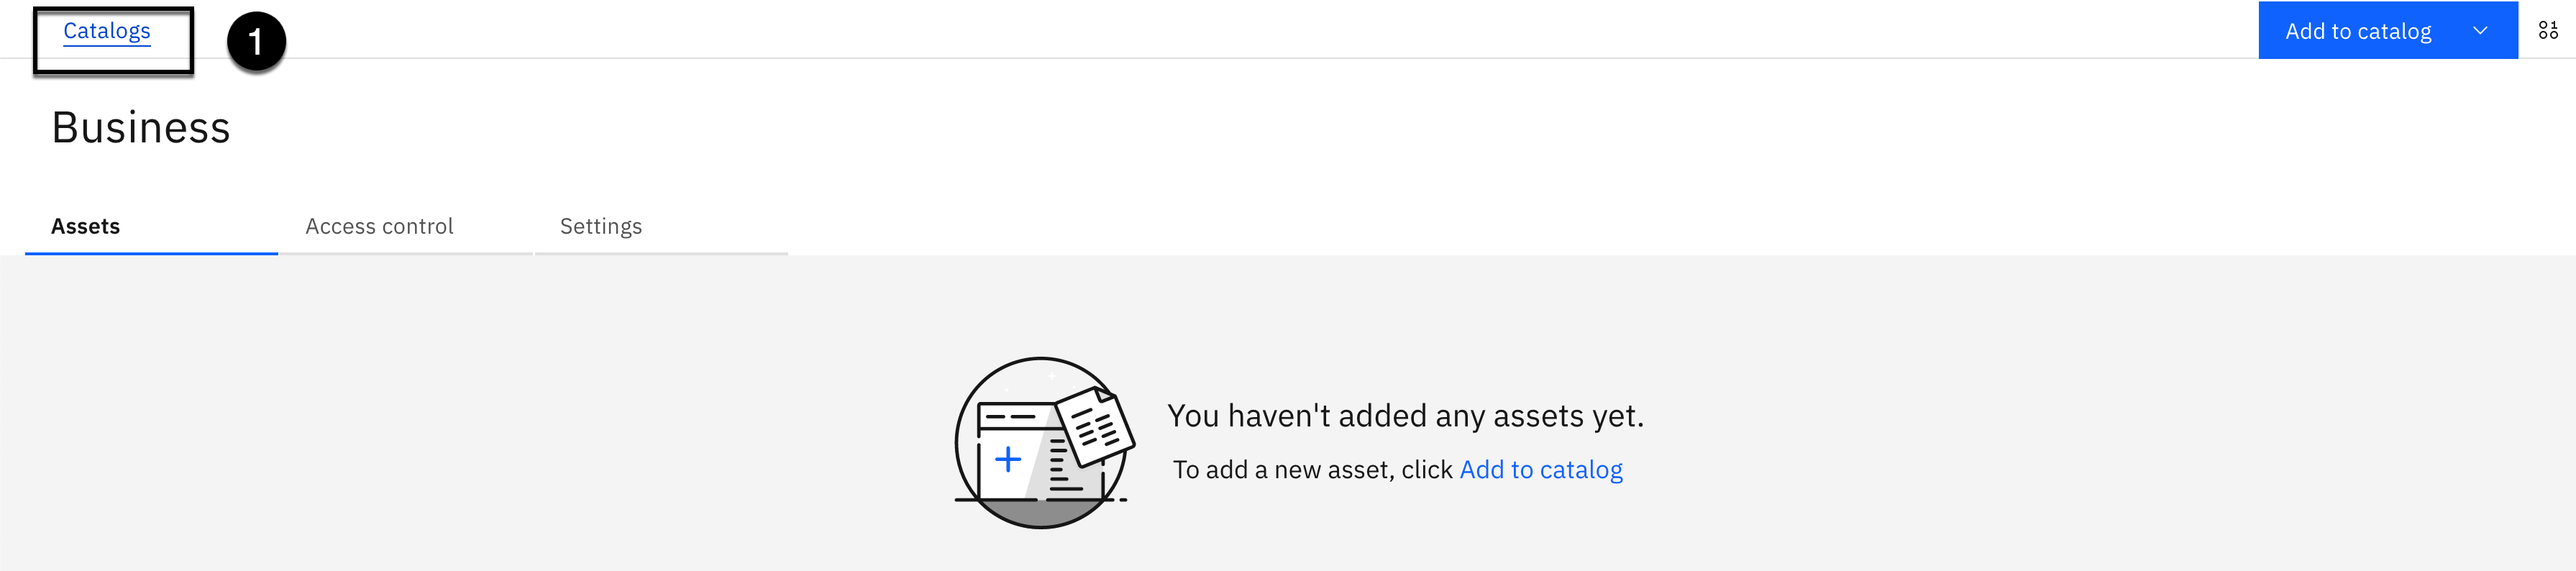 Catalogs
1
Add to catalog
Business
Assets
Access control
Settings
You haven't added any assets yet.
To add a new asset, click Add to catalog